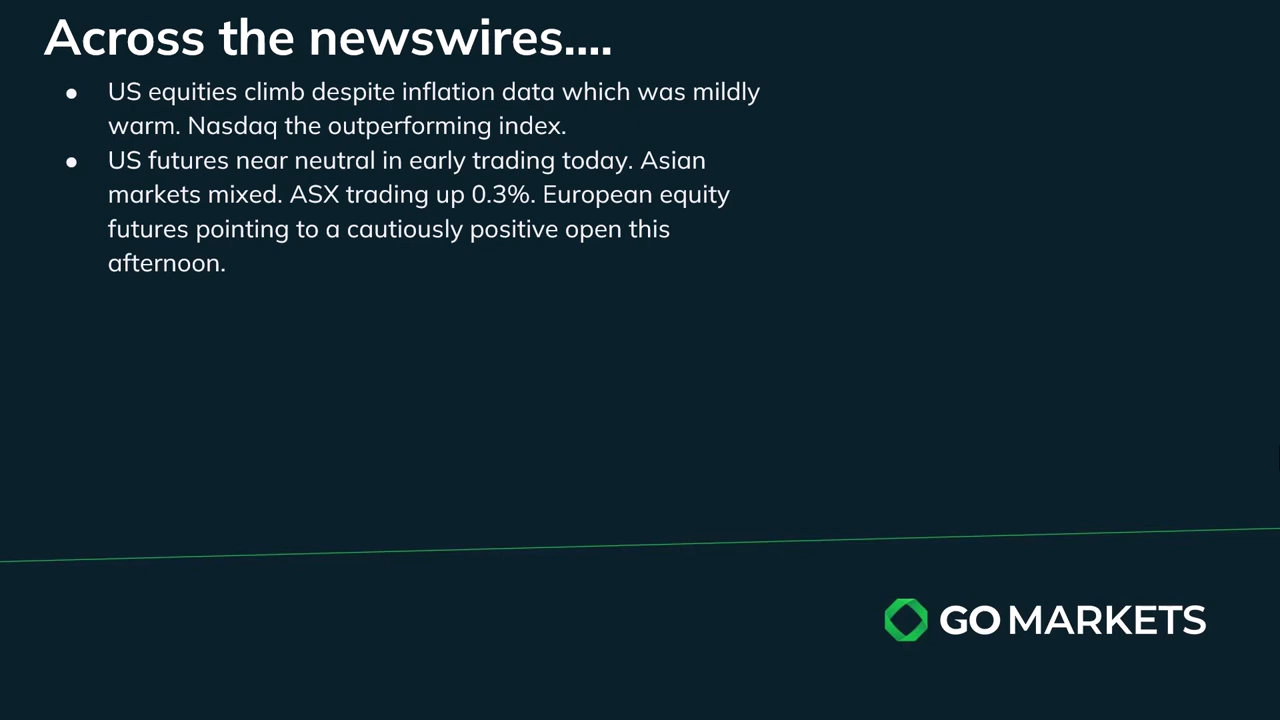 Across the newswires....
● US equities climb despite inflation data which was mildly
warm. Nasdaq the outperforming index.
● US futures near neutral in early trading today. Asian
markets mixed. ASX trading up 0.3%. European equity
futures pointing to a cautiously positive open this
afternoon.
GO MARKETS